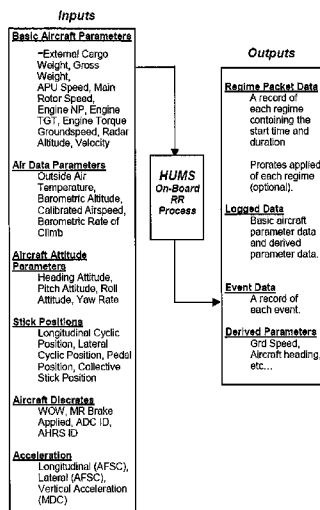 Inputs
Basic Aircraft Parameters
~External Cargo
Weight, Gross
Weight,
APU Speed, Main
Rotor Speed,
Engine NP, Engine
TGT, Engine Torque
Groundspeed, Radar
Altitude, Velocity
Air Data Parameters
Outside Air
Temperature,
Barometric Altitude,
Calibrated Airspeed,
Barometric Rate of
Climb
Aircraft Attitude
Parameters
Heading Attitude,
Pitch Attitude, Roll
Attitude, Yaw Rate
Stick Positions
Longitudinal Cyclic
Position, Lateral
Cyclic Position, Pedal
Position, Collective
Stick Position
Aircraft Discretes
WOW, MR Brake
Applied, ADC ID,
AHRS ID
Acceleration
Longitudinal (AFSC),
Lateral (AFSC),
Vertical Acceleration
(MDC)
HUMS
On-Board
RR
Process
Outputs
Regime Packet Data
A record of
each regime
containing the
start time and
duration
Prorates applied
of each regime
(optional).
Logged Data
Basic aircraft
parameter data
and derived
parameter data.
Event Data
A record of
each event.
Derived Parameters
Grd Speed,
Aircraft heading,
etc...